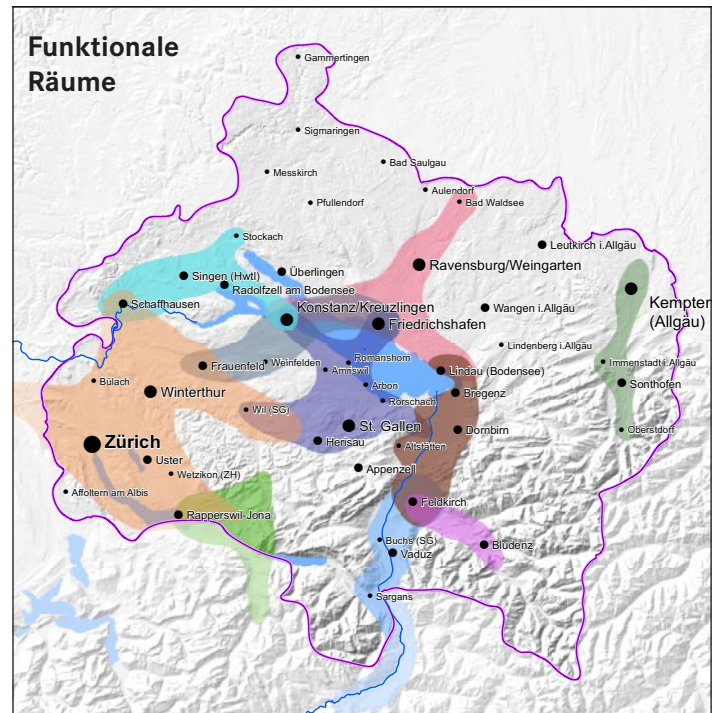 Funktionale
Räume
Gammertingen
Sigmaringen
Bad Saulgau
Messkirch
Aulendorf
Pfullendorf
Bad Waldsee
Stockach
Leutkirch i.Allgäu
Ravensburg/Weingarten
Überlingen
Singen (Hwtl)
Radolfzell am Bodensee
Kempten
(Allgäu)
Schaffhausen
Konstanz/Kreuzlingen
Wangen i.Allgäu
Friedrichshafen
Lindenberg i.Allgäu
Romanshorn
Weinfelden
Frauenfeld
Immenstadt i.Allgäu
Amriswil
Lindau (Bodensee)
Bülach
Arbon
Sonthofen
Winterthur
Bregenz
Rorschach
Wil (SG)
St. Gallen
Dornbirn
Oberstdorf
Herisau
Zürich
Altstätten
Uster
Appenzell
Wetzikon (ZH)
Affoltern am Albis
Feldkirch
Rapperswil-Jona
Buchs (SG)
Bludenz
Vaduz
Sargans